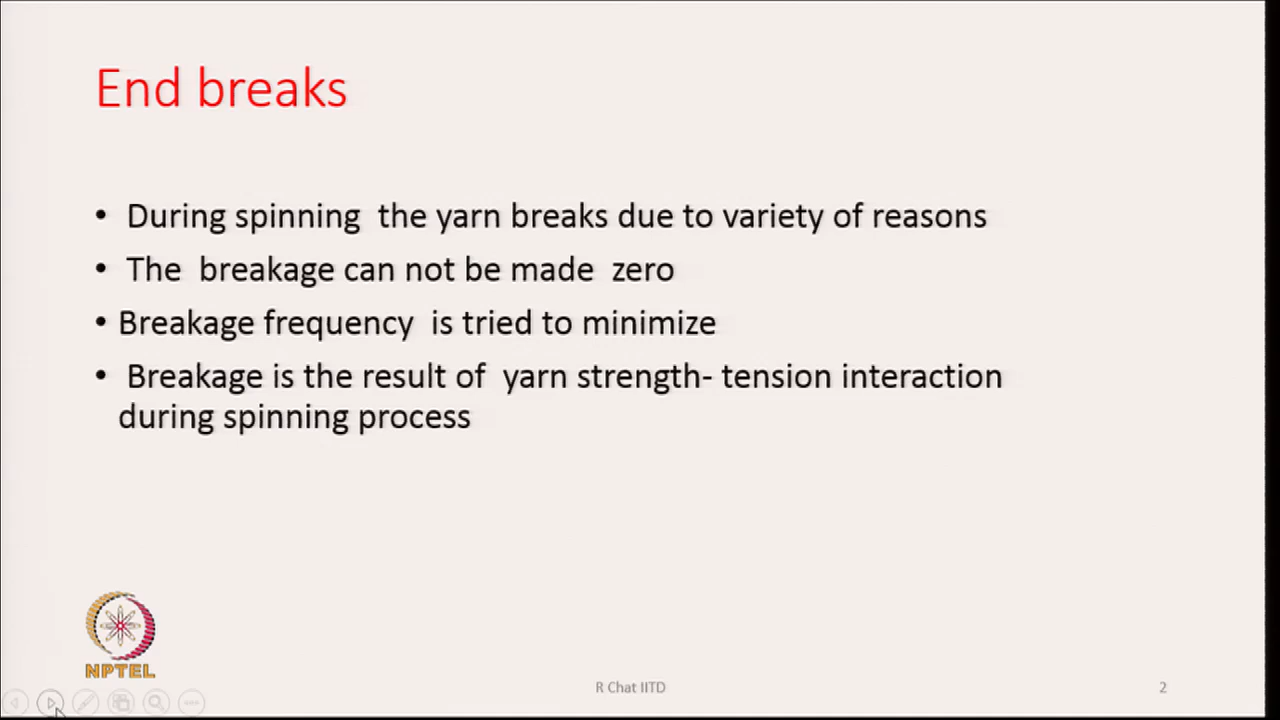 End breaks
• During spinning the yarn breaks due to variety of reasons
• The breakage can not be made zero
• Breakage frequency is tried to minimize
• Breakage is the result of yarn strength- tension interaction
during spinning process
NPTEL
R Chat IITD
2